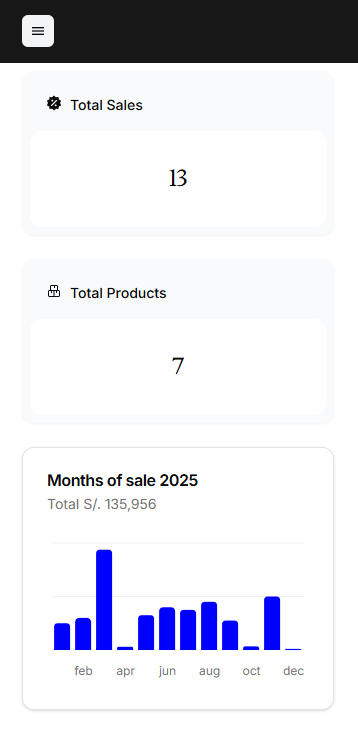 Total Sales
13
Total Products
7
Months of sale 2025
Total S/. 135,956
feb apr jun aug oct dec